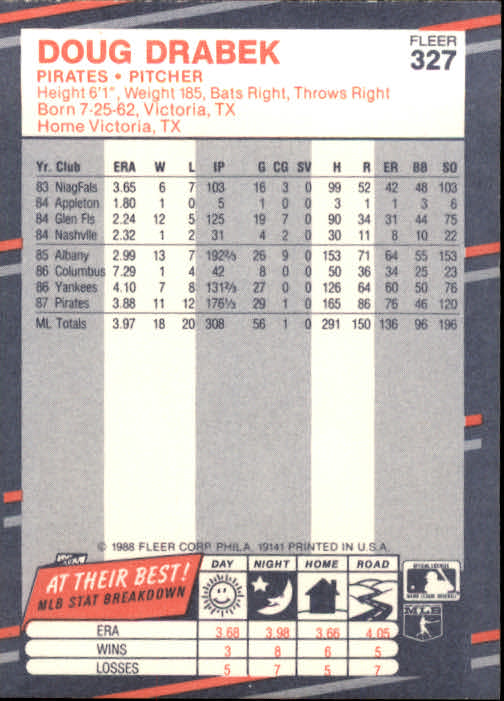 DOUG DRABEK
FLEER
327
PIRATES • PITCHER
Height 6'1", Weight 185, Bats Right, Throws Right
Born 7-25-62, Victoria, TX
Home Victoria, TX
Yr. Club ERA W L IP G CG SV H R ER BB SO
83 NiagFals 3.65 6 7 103 16 3 0 99 52 42 48 103
84 Appleton 1.80 1 0 5 1 0 0 3 1 1 3 6
84 Glen Fls 2.24 12 5 125 19 7 0 90 34 31 44 75
84 Nashvlle 2.32 1 2 31 4 2 0 30 11 8 10 22
85 Albany 2.99 13 7 192⅔ 26 9 0 153 71 64 55 153
86 Columbus 7.29 1 4 42 8 0 0 50 36 34 25 23
86 Yankees 4.10 7 8 131⅔ 27 0 0 126 64 60 50 76
87 Pirates 3.88 11 12 176⅓ 29 1 0 165 86 76 46 120
ML Totals 3.97 18 20 308 56 1 0 291 150 136 96 196
© 1988 FLEER CORP. PHILA. 19141 PRINTED IN U.S.A.
AT THEIR BEST!
MLB STAT BREAKDOWN
DAY NIGHT HOME ROAD
ERA 3.68 3.98 3.66 4.05
WINS 3 8 6 5
LOSSES 5 7 5 7
OFFICIAL LICENSEE
MAJOR LEAGUE BASEBALL
MLB